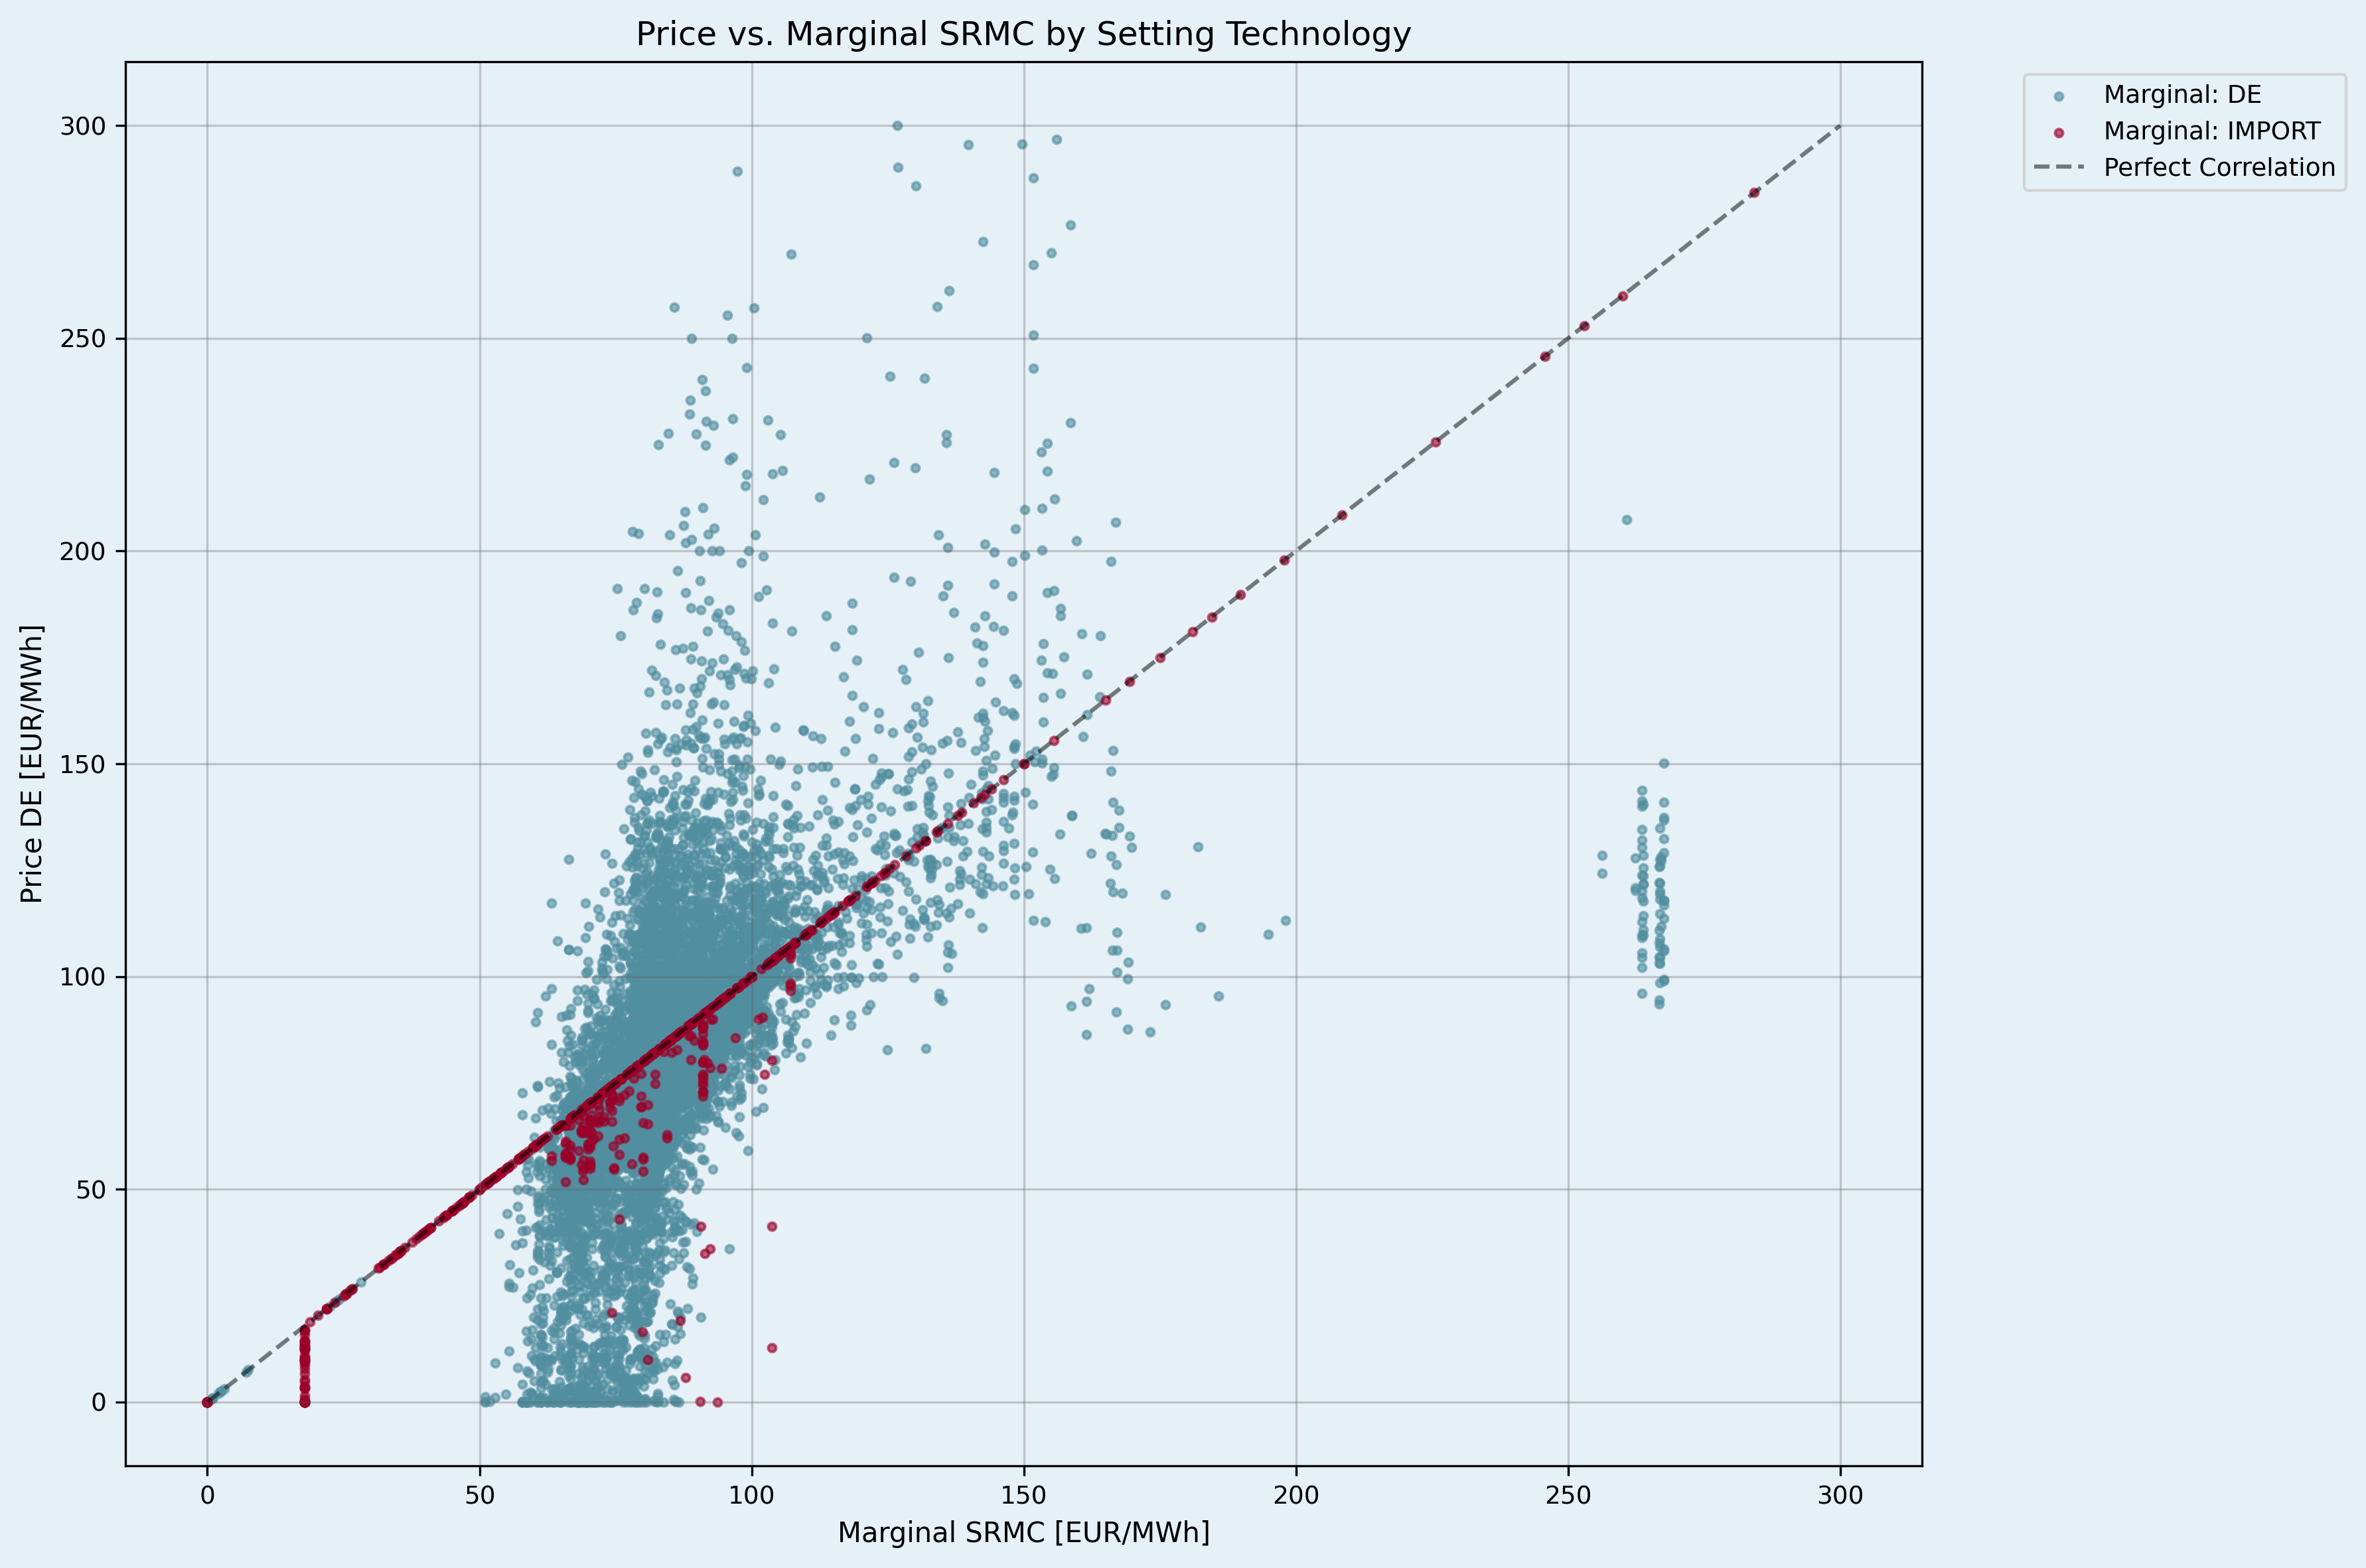 Price vs. Marginal SRMC by Setting Technology
Marginal: DE
Marginal: IMPORT
Perfect Correlation
Price DE [EUR/MWh]
300
250
200
150
100
50
0
0 50 100 150 200 250 300
Marginal SRMC [EUR/MWh]